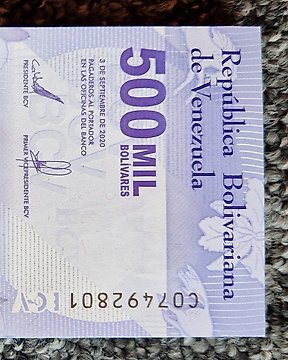 República Bolivariana
de Venezuela
500 MIL
BOLÍVARES
3 DE SEPTIEMBRE DE 2020
PAGADEROS AL PORTADOR
EN LAS OFICINAS DEL BANCO
PRESIDENTE BCV
PRIMER VICEPRESIDENTE BCV
BCV
C07492801